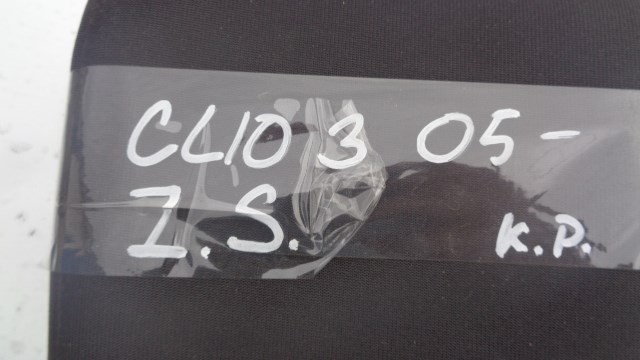 CLIO 3 05-
Z.S. K.P.